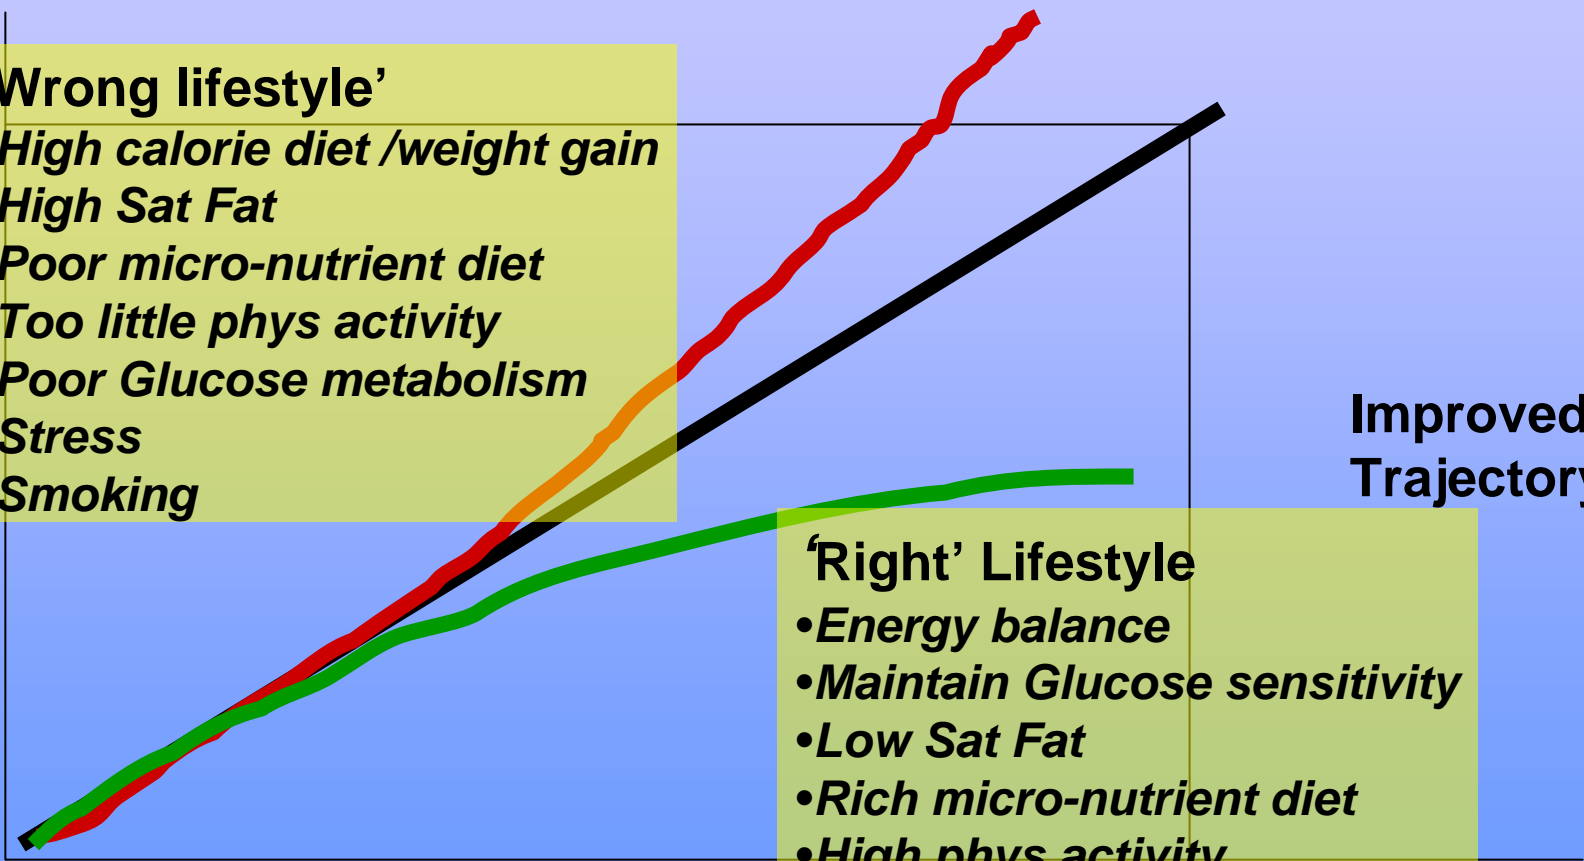 Wrong lifestyle’
High calorie diet /weight gain
High Sat Fat
Poor micro-nutrient diet
Too little phys activity
Poor Glucose metabolism
Stress
Smoking
Improved
Trajectory
‘Right’ Lifestyle
•Energy balance
•Maintain Glucose sensitivity
•Low Sat Fat
•Rich micro-nutrient diet
•High phys activity